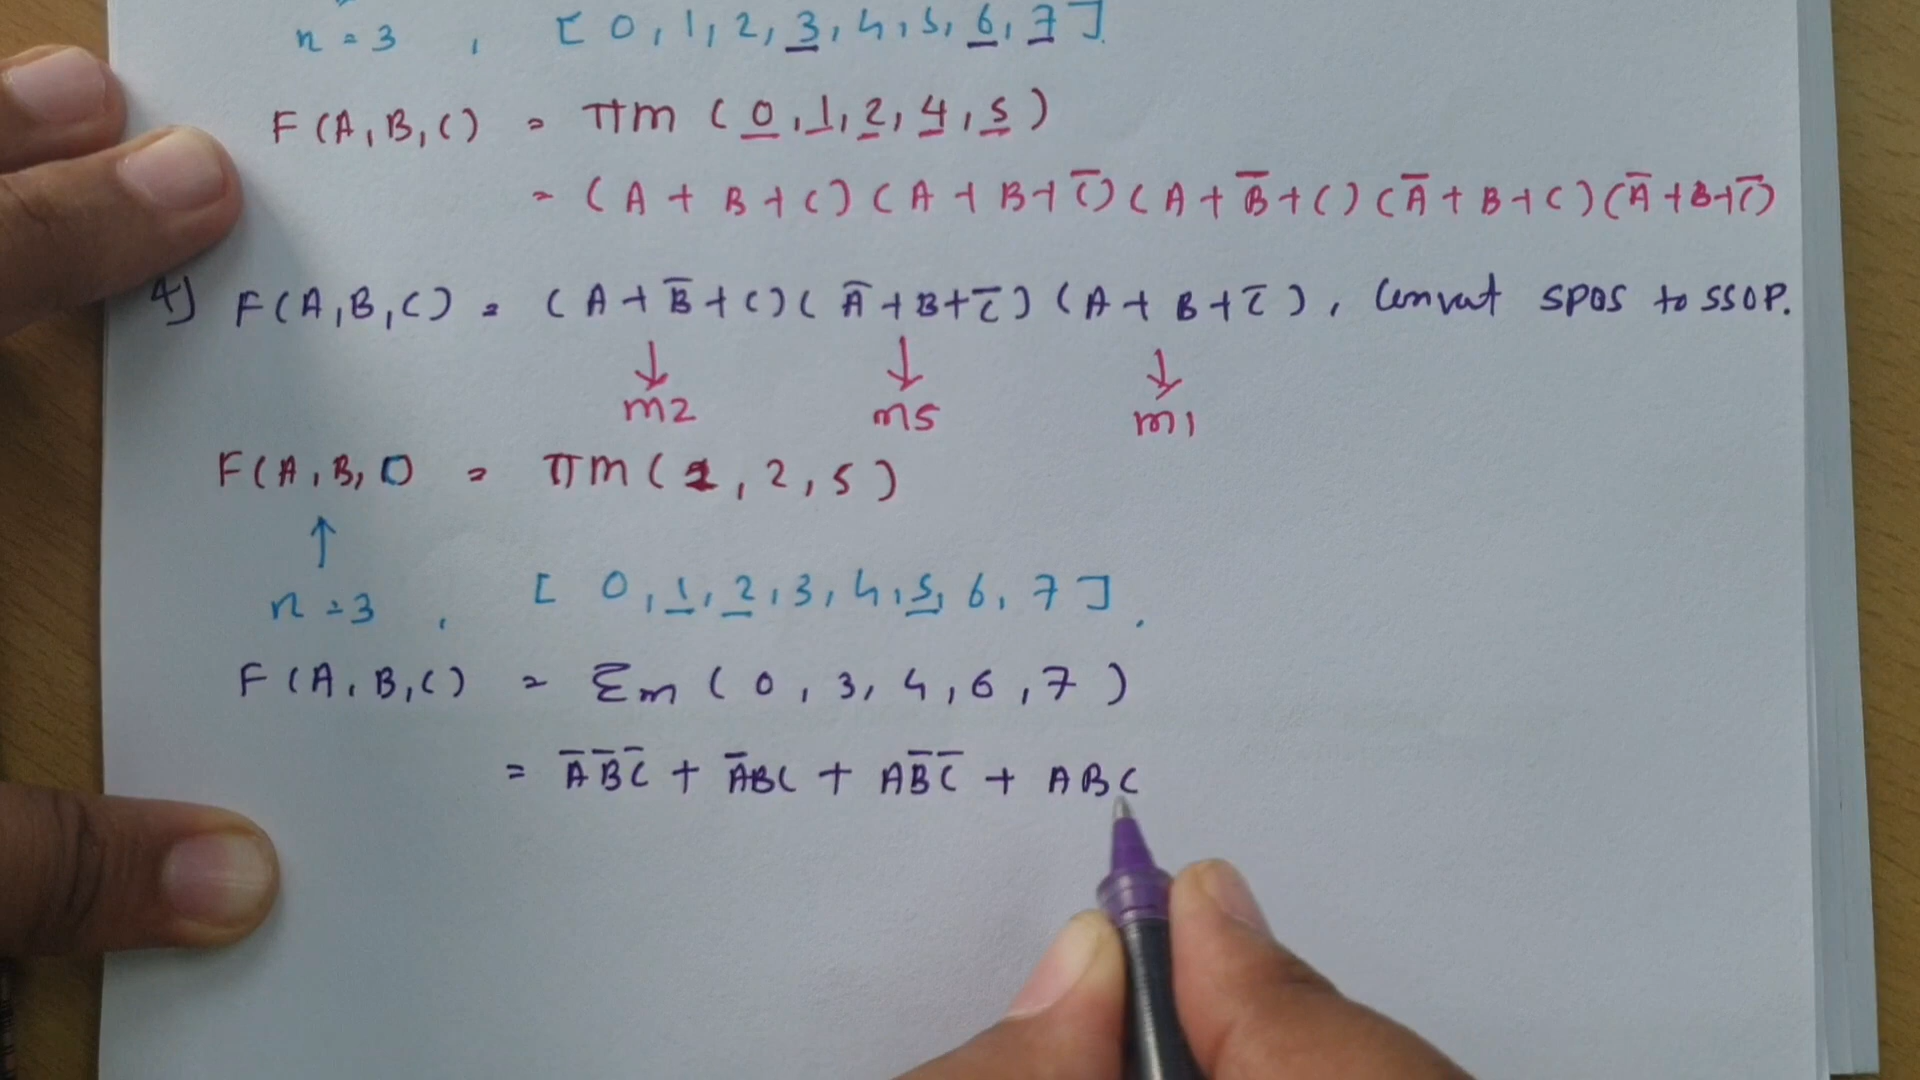 n = 3 , [ 0, 1, 2, 3, 4, 5, 6, 7 ].
F(A, B, C) = πM ( 0, 1, 2, 4, 5 )
= (A + B + C) (A + B + C̅) (A + B̅ + C) (A̅ + B + C) (A̅ + B + C̅)
4) F(A, B, C) = (A + B̅ + C) (A̅ + B + C̅) (A + B + C̅), Convert SPOS to SSOP.
↓ ↓ ↓
m2 m5 m1
F(A, B, C) = πM (1, 2, 5)
↑
n = 3 , [ 0, 1, 2, 3, 4, 5, 6, 7 ].
F(A, B, C) = Σm ( 0, 3, 4, 6, 7 )
= A̅B̅C̅ + A̅BC + AB̅C̅ + ABC